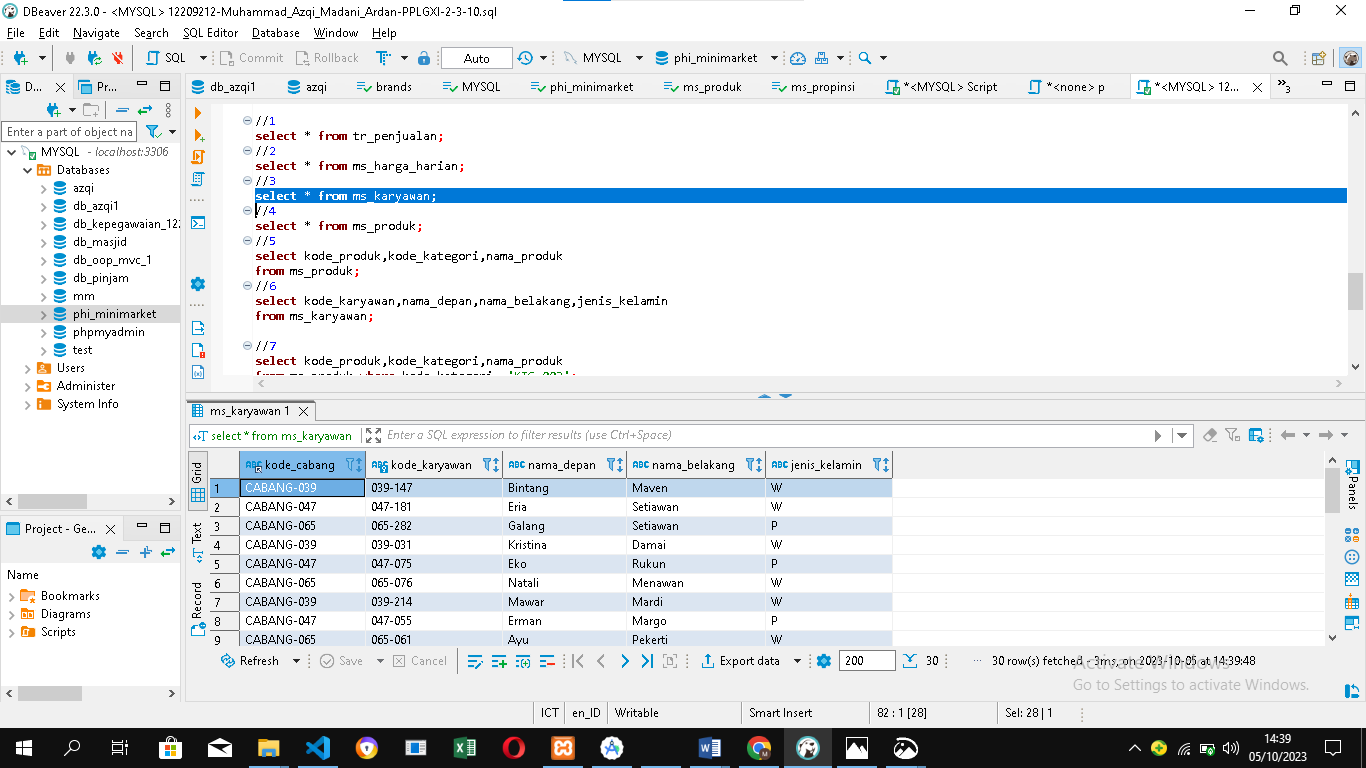 DBeaver 22.3.0 - <MYSQL> 12209212-Muhammad_Azqi_Madani_Ardan-PPLGXI-2-3-10.sql
File Edit Navigate Search SQL Editor Database Window Help
SQL Commit Rollback T Auto MYSQL phi_minimarket
D... Pr... db_azqi1 azqi brands MYSQL phi_minimarket ms_produk ms_propinsi *<MYSQL> Script *<none> p *<MYSQL> 12... »3
Enter a part of object na
MYSQL - localhost:3306
Databases
azqi
db_azqi1
db_kepegawaian_122
db_masjid
db_oop_mvc_1
db_pinjam
mm
phi_minimarket
phpmyadmin
test
Users
Administer
System Info
//1
select * from tr_penjualan;
//2
select * from ms_harga_harian;
//3
select * from ms_karyawan;
//4
select * from ms_produk;
//5
select kode_produk,kode_kategori,nama_produk
from ms_produk;
//6
select kode_karyawan,nama_depan,nama_belakang,jenis_kelamin
from ms_karyawan;
//7
select kode_produk,kode_kategori,nama_produk
Project - Ge...
Name
Bookmarks
Diagrams
Scripts
ms_karyawan 1
select * from ms_karyawan Enter a SQL expression to filter results (use Ctrl+Space)
Grid
Text
Record
Panels
ABC kode_cabang ABC kode_karyawan ABC nama_depan ABC nama_belakang ABC jenis_kelamin
1 CABANG-039 039-147 Bintang Maven W
2 CABANG-047 047-181 Eria Setiawan W
3 CABANG-065 065-282 Galang Setiawan P
4 CABANG-039 039-031 Kristina Damai W
5 CABANG-047 047-075 Eko Rukun P
6 CABANG-065 065-076 Natali Menawan W
7 CABANG-039 039-214 Mawar Mardi W
8 CABANG-047 047-055 Erman Margo P
9 CABANG-065 065-061 Ayu Pekerti W
Refresh Save Cancel Export data 200 30 ... 30 row(s) fetched - 3ms, on 2023-10-05 at 14:39:48
Activate Windows
Go to Settings to activate Windows.
ICT en_ID Writable Smart Insert 82 : 1 [28] Sel: 28 | 1
14:39
05/10/2023